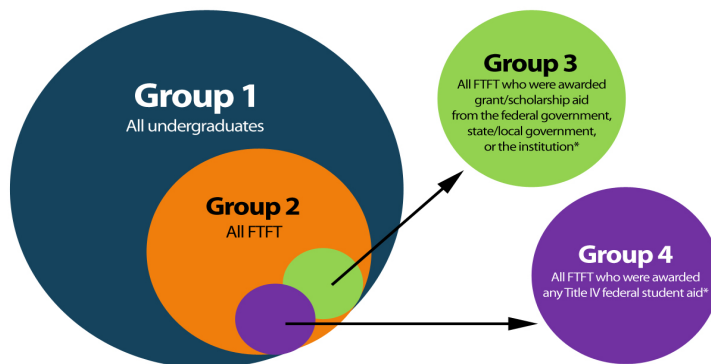 Group 1
All undergraduates
Group 2
All FTFT
Group 3
All FTFT who were awarded
grant/scholarship aid
from the federal government,
state/local government,
or the institution*
Group 4
All FTFT who were awarded
any Title IV federal student aid*